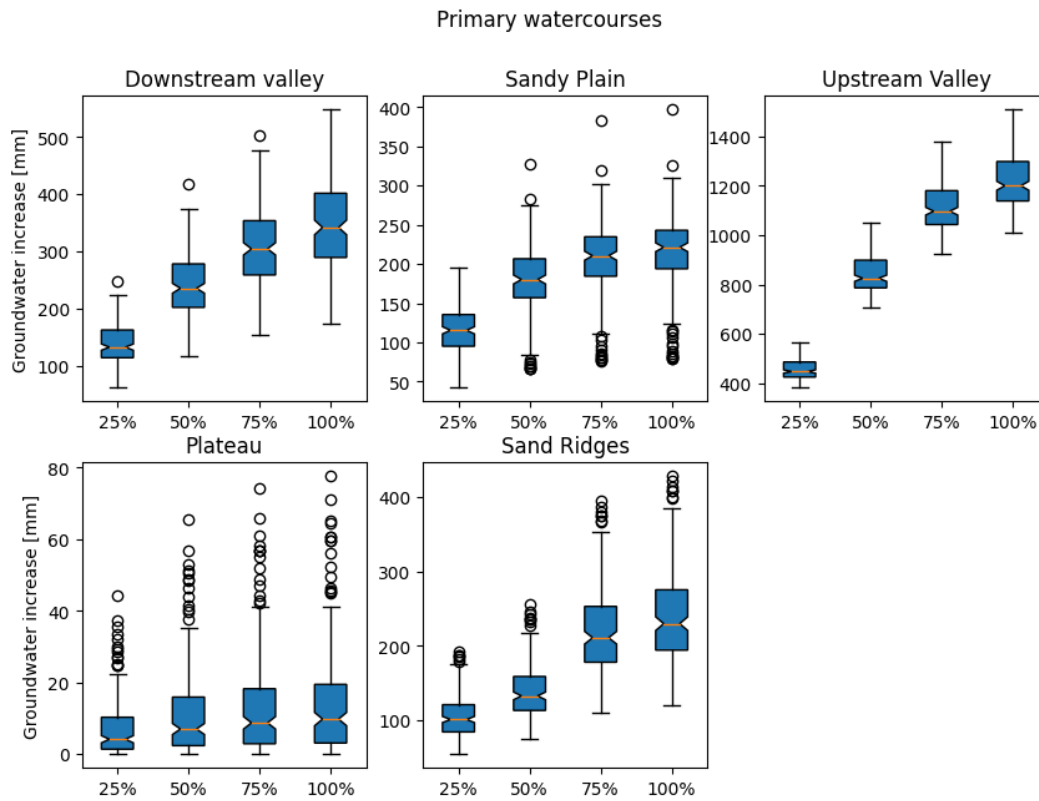 Primary watercourses
Downstream valley
Sandy Plain
Upstream Valley
Groundwater increase [mm]
500
400
300
200
100
25% 50% 75% 100%
400
350
300
250
200
150
100
50
25% 50% 75% 100%
1400
1200
1000
800
600
400
25% 50% 75% 100%
Plateau
Sand Ridges
Groundwater increase [mm]
80
60
40
20
0
25% 50% 75% 100%
400
300
200
100
25% 50% 75% 100%